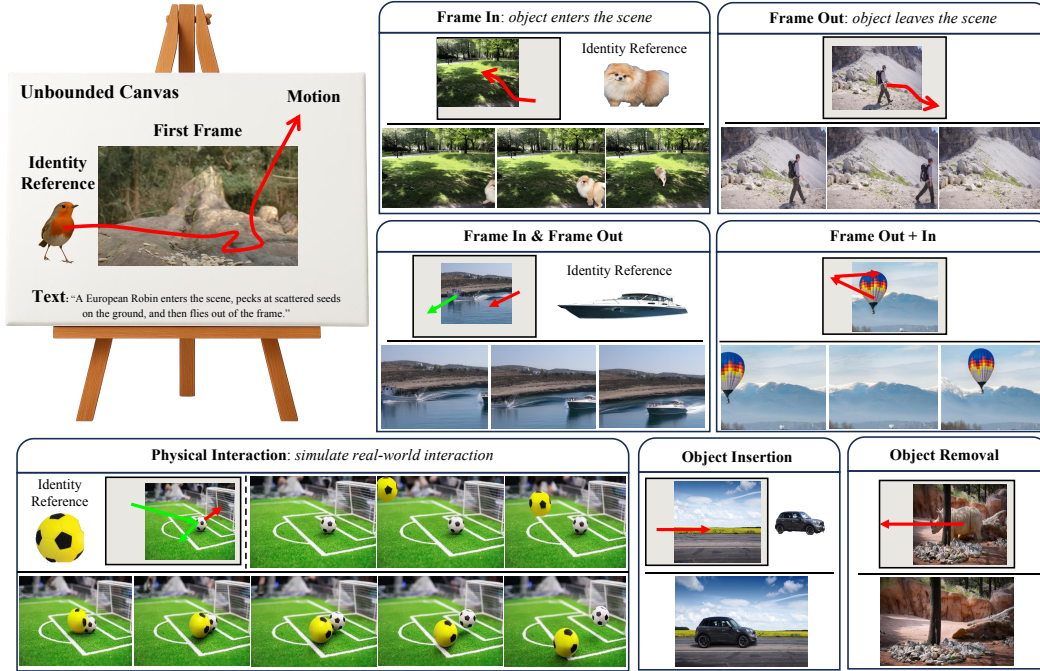 Unbounded Canvas
Motion
First Frame
Identity
Reference
Text: “A European Robin enters the scene, pecks at scattered seeds
on the ground, and then flies out of the frame.”
Frame In: object enters the scene
Identity Reference
Frame Out: object leaves the scene
Frame In & Frame Out
Identity Reference
Frame Out + In
Physical Interaction: simulate real-world interaction
Identity
Reference
Object Insertion
Object Removal